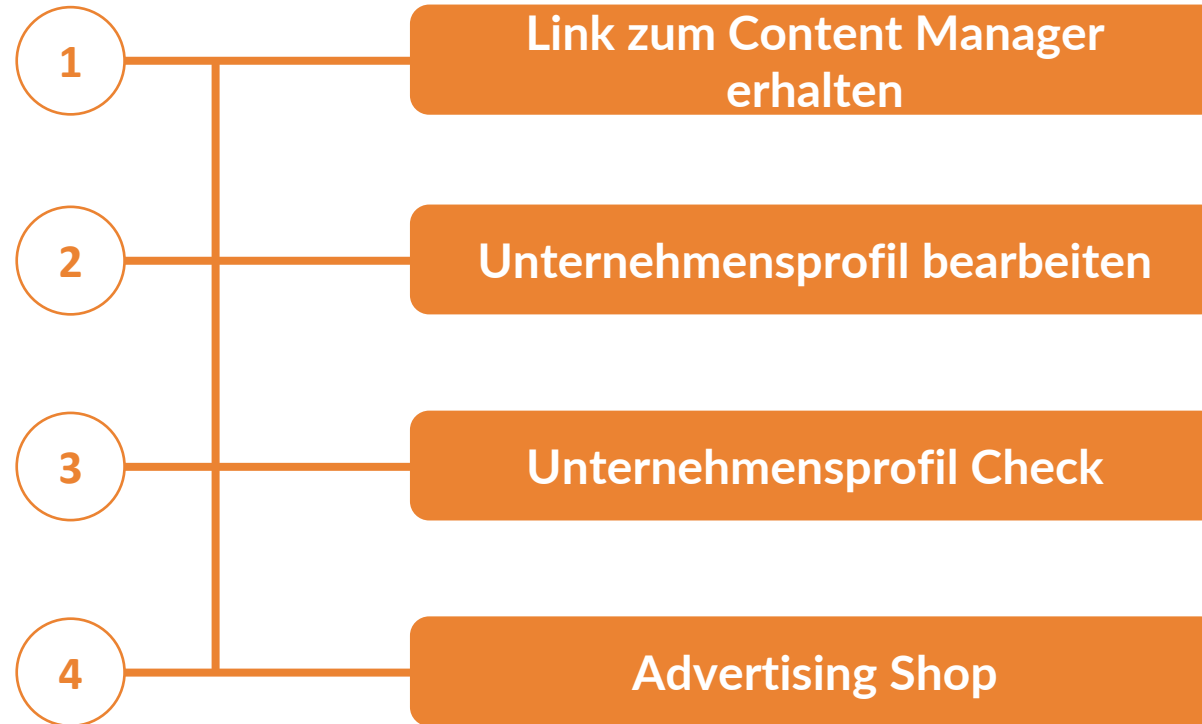 1
Link zum Content Manager
erhalten
2
Unternehmensprofil bearbeiten
3
Unternehmensprofil Check
4
Advertising Shop